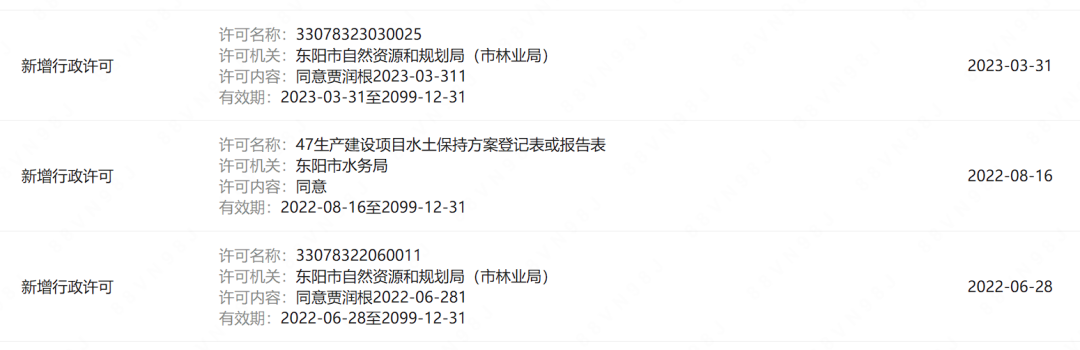 许可名称：33078323030025
许可机关：东阳市自然资源和规划局（市林业局）
新增行政许可
2023-03-31
许可内容：同意贾润根2023-03-311
有效期：2023-03-31至2099-12-31
许可名称：47生产建设项目水土保持方案登记表或报告表
许可机关：东阳市水务局
新增行政许可
2022-08-16
许可内容：同意
有效期：2022-08-16至2099-12-31
许可名称：33078322060011
许可机关：东阳市自然资源和规划局（市林业局）
新增行政许可
2022-06-28
许可内容：同意贾润根2022-06-281
有效期：2022-06-28至2099-12-31